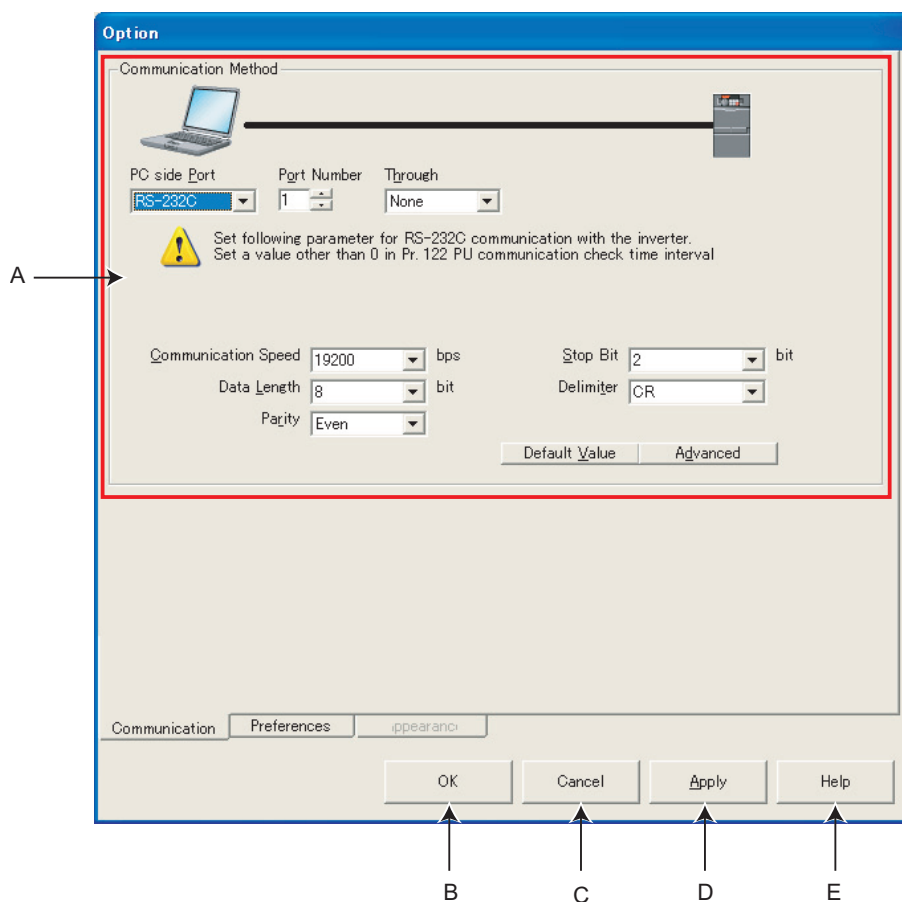 Option
Communication Method
PC side Port Port Number Through
RS-232C 1 None
Set following parameter for RS-232C communication with the inverter.
Set a value other than 0 in Pr. 122 PU communication check time interval
A
Communication Speed 19200 bps Stop Bit 2 bit
Data Length 8 bit Delimiter CR
Parity Even
Default Value Advanced
Communication Preferences
OK Cancel Apply Help
B C D E